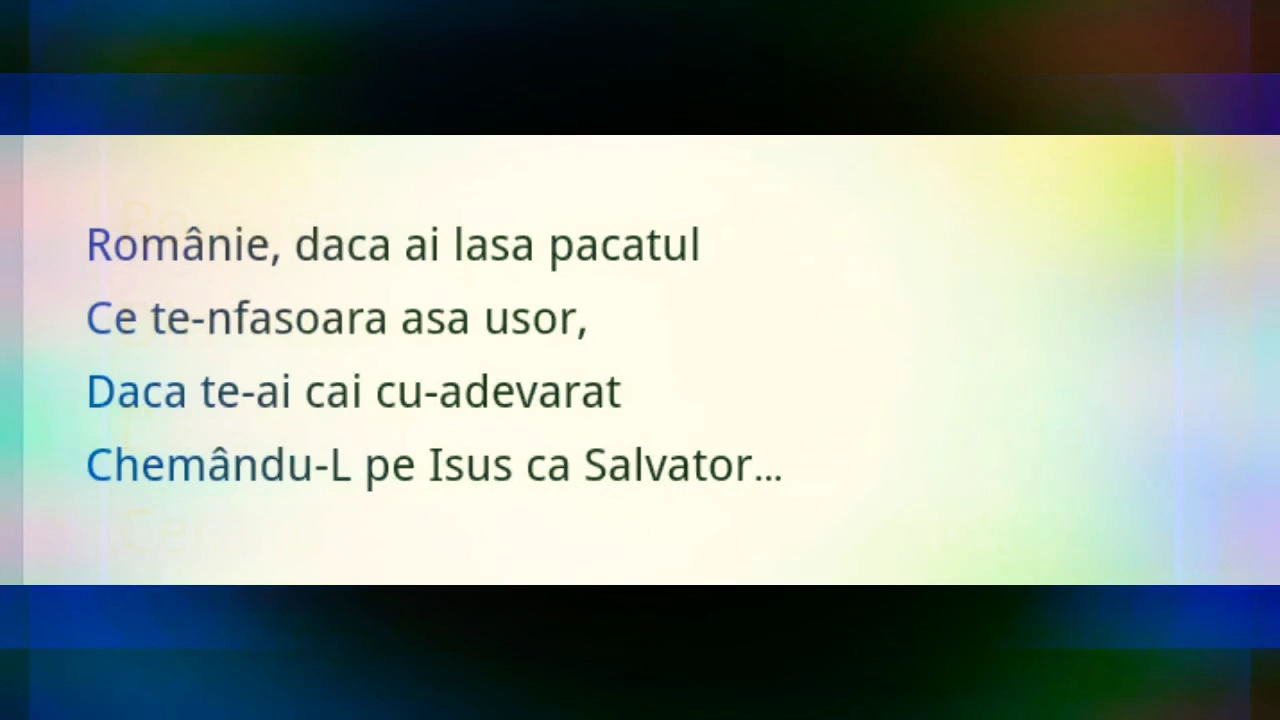 Românie, daca ai lasa pacatul
Ce te-nfasoara asa usor,
Daca te-ai cai cu-adevarat
Chemându-L pe Isus ca Salvator...